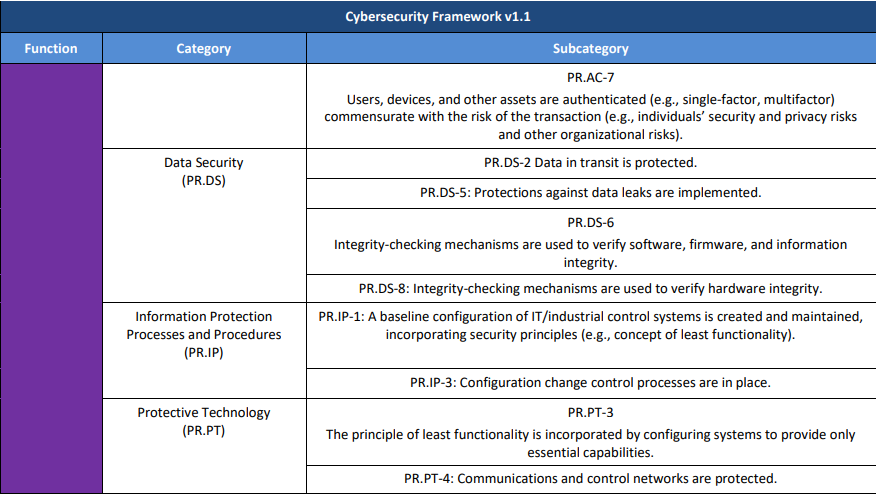 Cybersecurity Framework v1.1
Function Category Subcategory
PR.AC-7
Users, devices, and other assets are authenticated (e.g., single-factor, multifactor)
commensurate with the risk of the transaction (e.g., individuals' security and privacy risks
and other organizational risks).
Data Security
(PR.DS)
PR.DS-2 Data in transit is protected.
PR.DS-5: Protections against data leaks are implemented.
PR.DS-6
Integrity-checking mechanisms are used to verify software, firmware, and information
integrity.
PR.DS-8: Integrity-checking mechanisms are used to verify hardware integrity.
Information Protection
Processes and Procedures
(PR.IP)
PR.IP-1: A baseline configuration of IT/industrial control systems is created and maintained,
incorporating security principles (e.g., concept of least functionality).
PR.IP-3: Configuration change control processes are in place.
Protective Technology
(PR.PT)
PR.PT-3
The principle of least functionality is incorporated by configuring systems to provide only
essential capabilities.
PR.PT-4: Communications and control networks are protected.